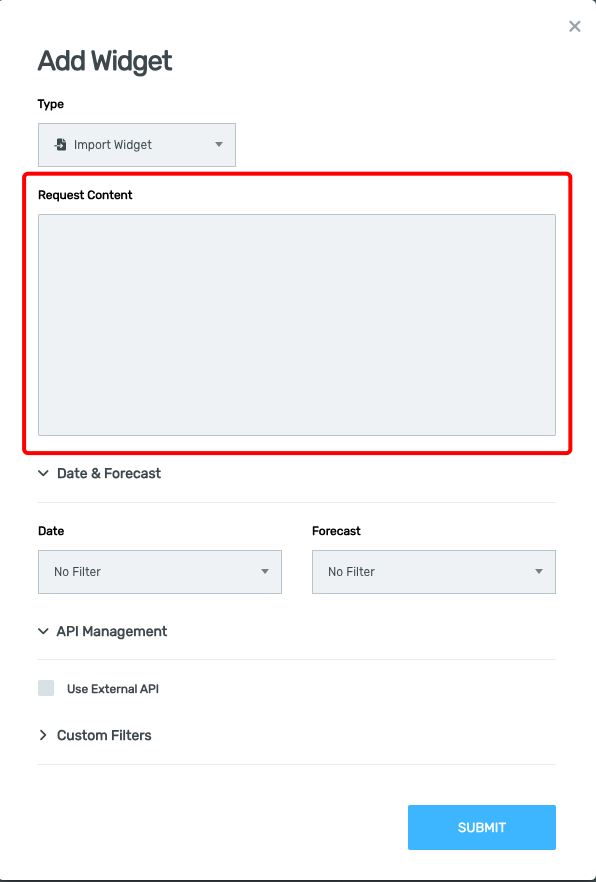 Add Widget
Type
Import Widget
Request Content
Date & Forecast
Date
Forecast
No Filter
No Filter
API Management
Use External API
Custom Filters
SUBMIT